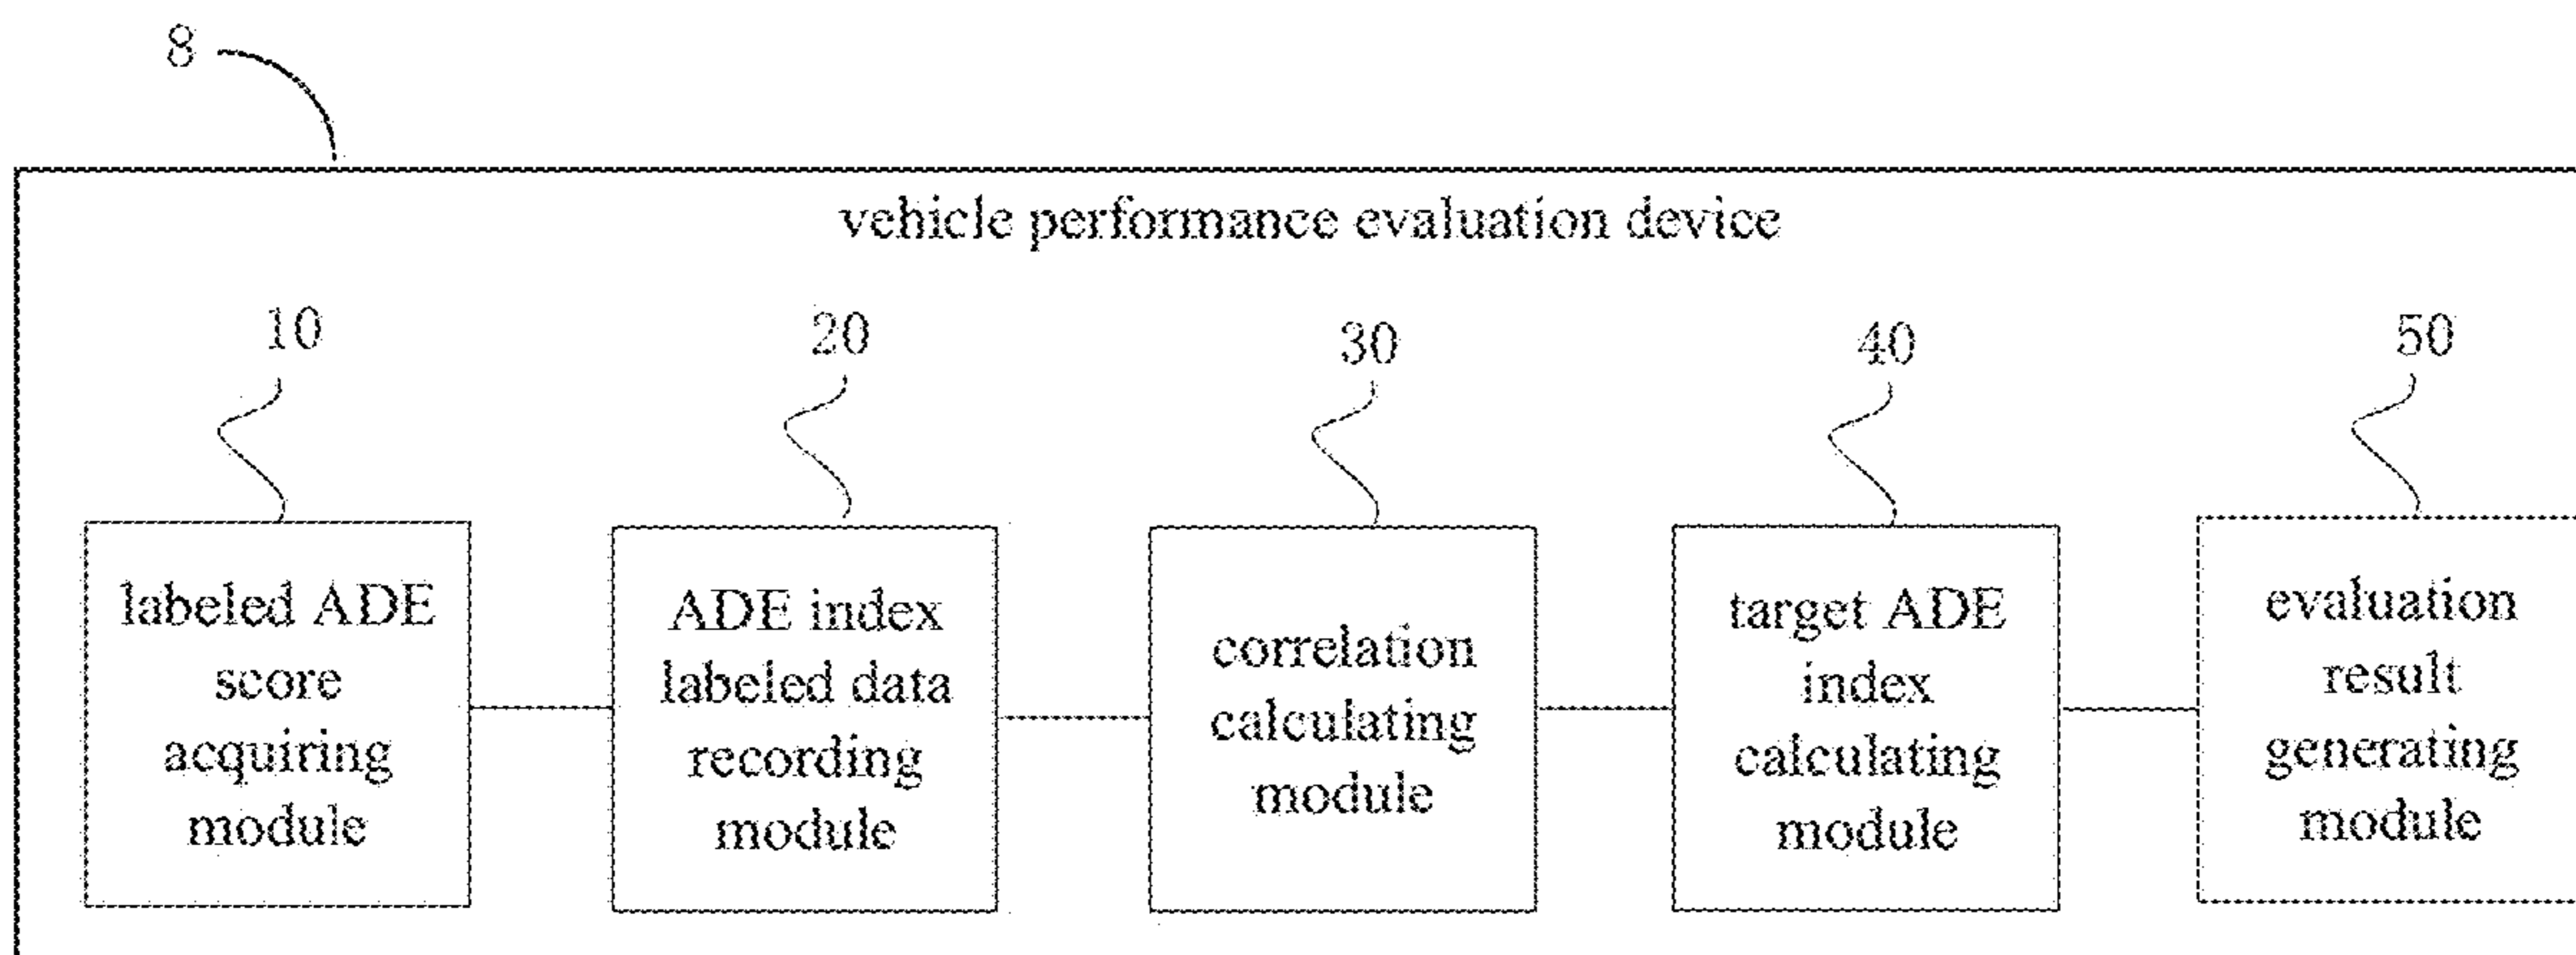 8
vehicle performance evaluation device
10
20
30
40
50
labeled ADE
score
acquiring
module
ADE index
labeled data
recording
module
correlation
calculating
module
target ADE
index
calculating
module
evaluation
result
generating
module